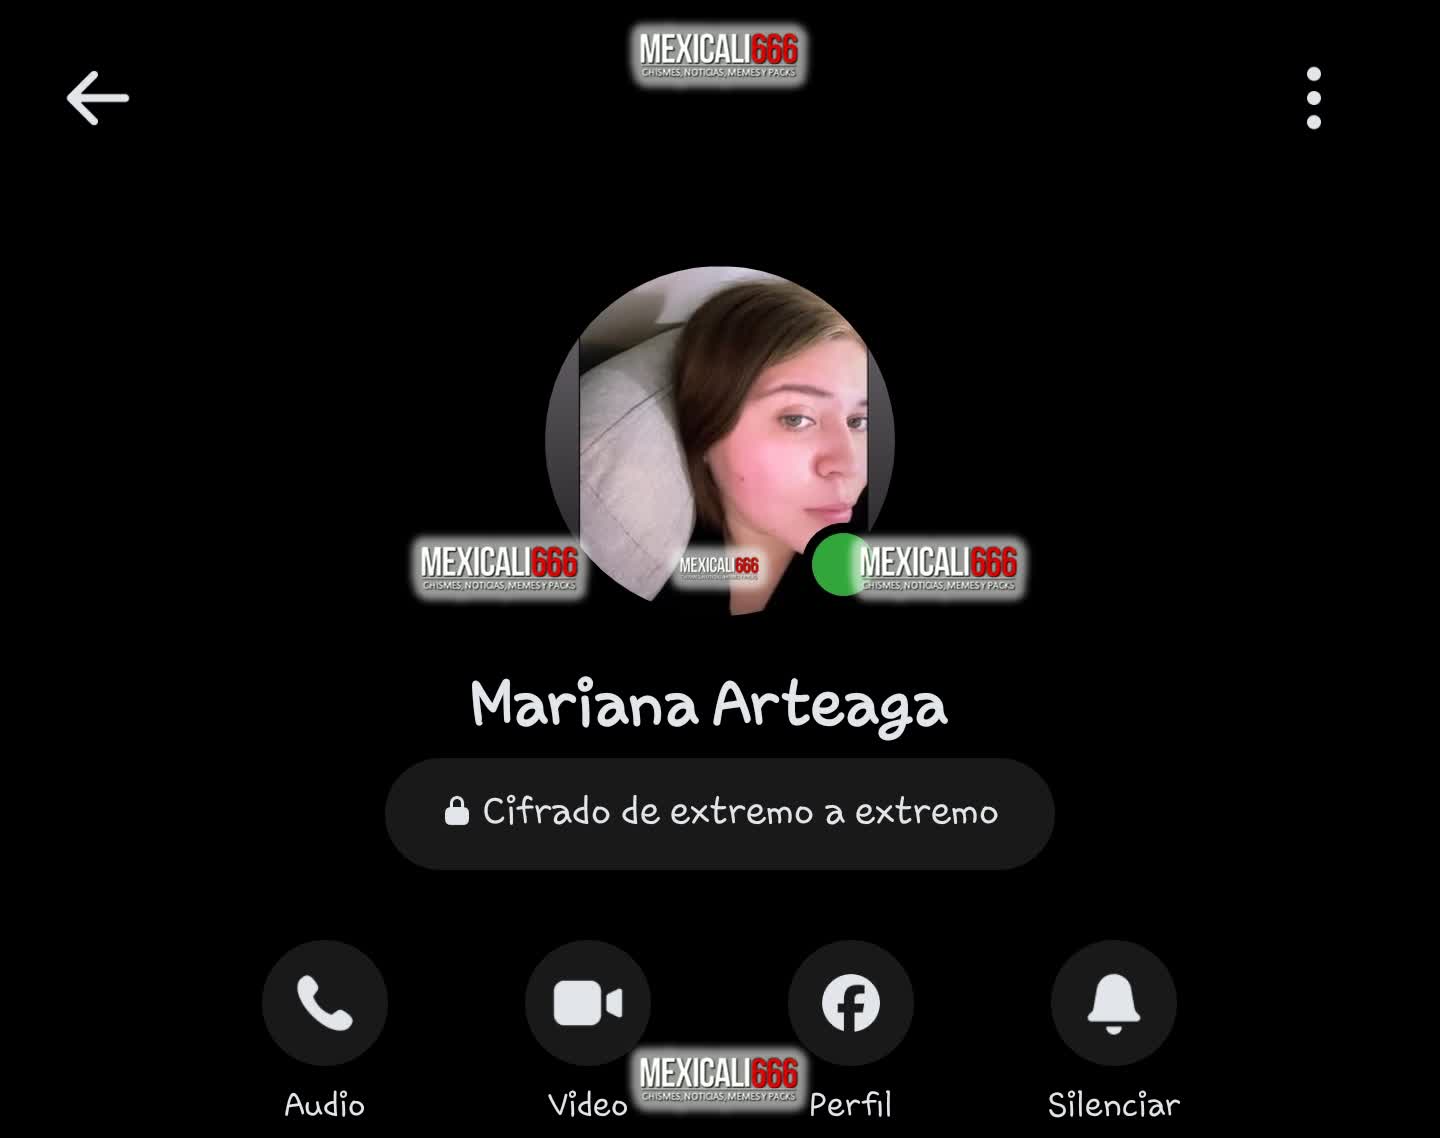 MEXICALI666
CHISMES, NOTICIAS, MEMES Y PACKS
MEXICALI666
CHISMES, NOTICIAS, MEMES Y PACKS
MEXICALI666
MEXICALI666
CHISMES, NOTICIAS, MEMES Y PACKS
Mariana Arteaga
Cifrado de extremo a extremo
MEXICALI666
CHISMES, NOTICIAS, MEMES Y PACKS
Audio
Video
Perfil
Silenciar